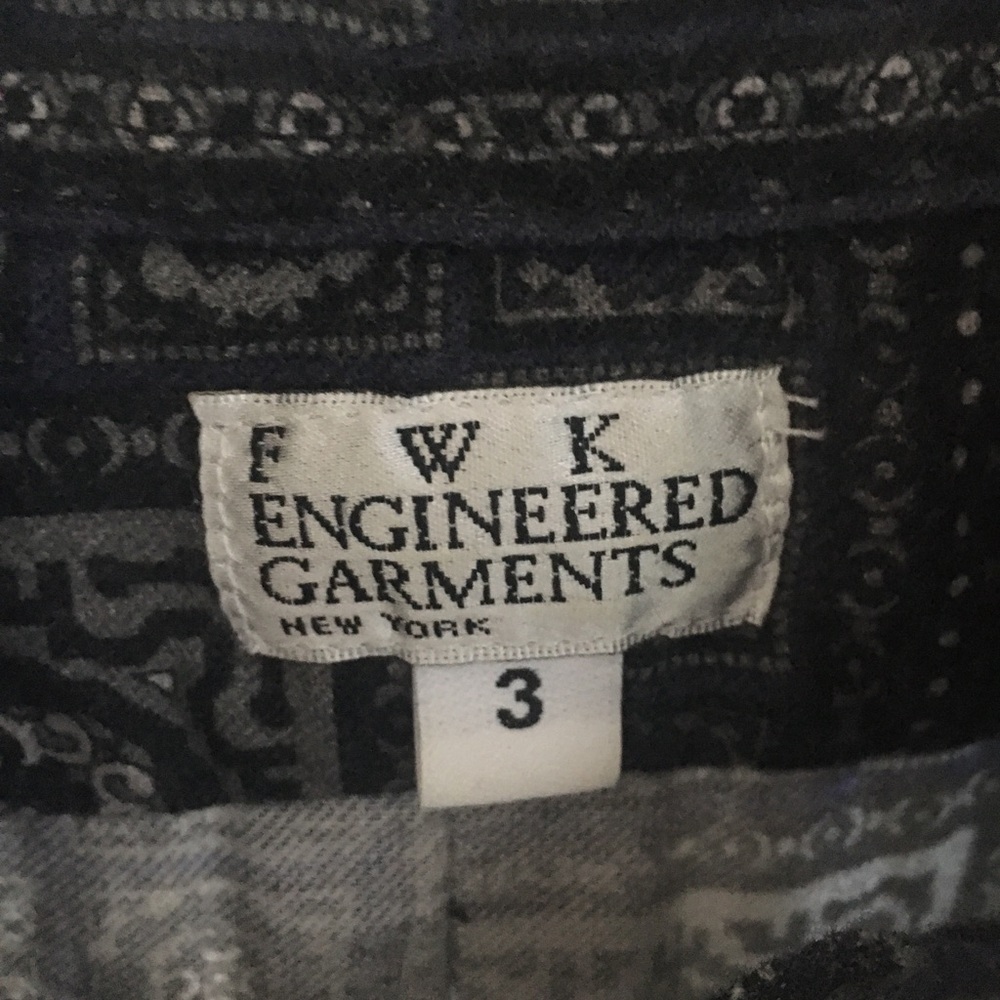 F W K
ENGINEERED
GARMENTS
NEW YORK
3